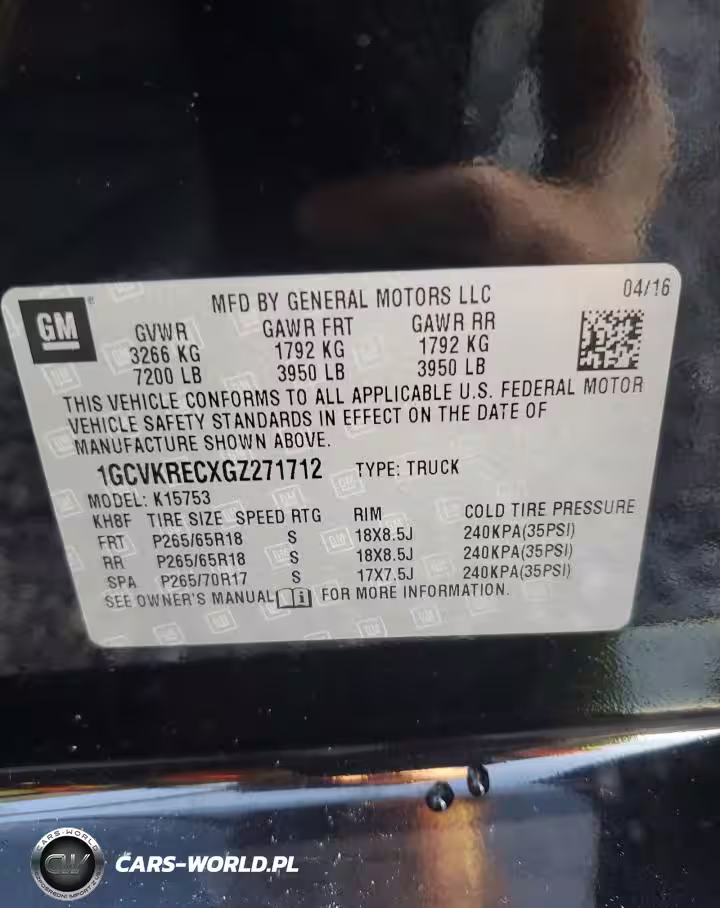 GM
MFD BY GENERAL MOTORS LLC
04/16
GVWR GAWR FRT GAWR RR
3266 KG 1792 KG 1792 KG
7200 LB 3950 LB 3950 LB
THIS VEHICLE CONFORMS TO ALL APPLICABLE U.S. FEDERAL MOTOR
VEHICLE SAFETY STANDARDS IN EFFECT ON THE DATE OF
MANUFACTURE SHOWN ABOVE.
1GCVKRECXGZ271712 TYPE: TRUCK
MODEL: K15753
KH8F TIRE SIZE SPEED RTG RIM COLD TIRE PRESSURE
FRT P265/65R18 S 18X8.5J 240KPA(35PSI)
RR P265/65R18 S 18X8.5J 240KPA(35PSI)
SPA P265/70R17 S 17X7.5J 240KPA(35PSI)
SEE OWNER'S MANUAL FOR MORE INFORMATION.
CARS-WORLD
CW
CARS-WORLD.PL